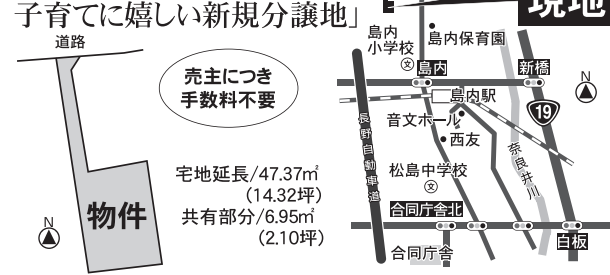 子育てに嬉しい新規分譲地」
道路
売主につき
手数料不要
宅地延長/47.37㎡
(14.32坪)
共有部分/6.95㎡
(2.10坪)
物件
N
現地
島内
小学校
文
島内保育園
島内
新橋
N
島内駅
19
音文ホール
西友
長野自動車道
奈良井川
松島中学校
文
合同庁舎北
白板
合同庁舎